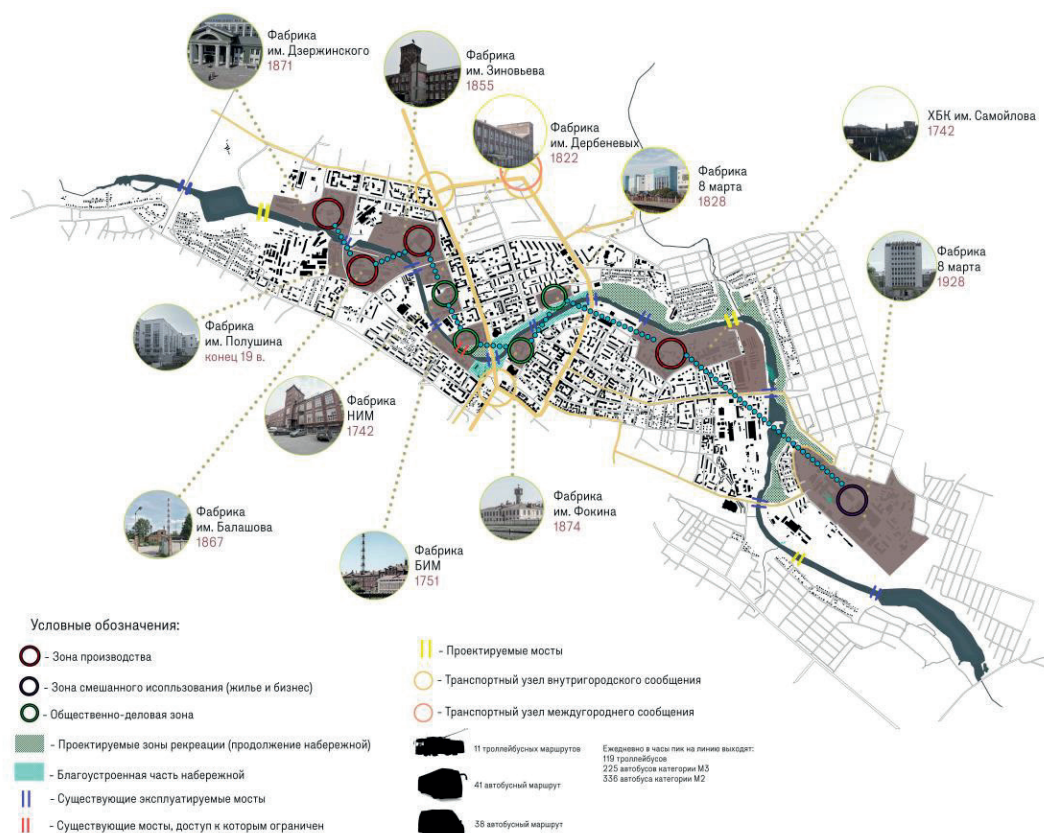 Фабрика
им. Дзержинского
1871
Фабрика
им. Зиновьева
1855
Фабрика
им. Дербеневых
1822
Фабрика
8 марта
1828
ХБК им. Самойлова
1742
Фабрика
8 марта
1928
Фабрика
им. Полушина
конец 19 в.
Фабрика
НИМ
1742
Фабрика
им. Балашова
1867
Фабрика
БИМ
1751
Фабрика
им. Фокина
1874
Условные обозначения:
- Зона производства
- Зона смешанного исопльзования (жилье и бизнес)
- Общественно-деловая зона
- Проектируемые зоны рекреации (продолжение набережной)
- Благоустроенная часть набережной
- Существующие эксплуатируемые мосты
- Существующие мосты, доступ к которым ограничен
- Проектируемые мосты
- Транспортный узел внутригородского сообщения
- Транспортный узел междугороднего сообщения
11 троллейбусных маршрутов
41 автобусный маршрут
38 автобусный маршрут
Ежедневно в часы пик на линию выходят:
119 троллейбусов
225 автобусов категории М3
336 автобуса категории М2